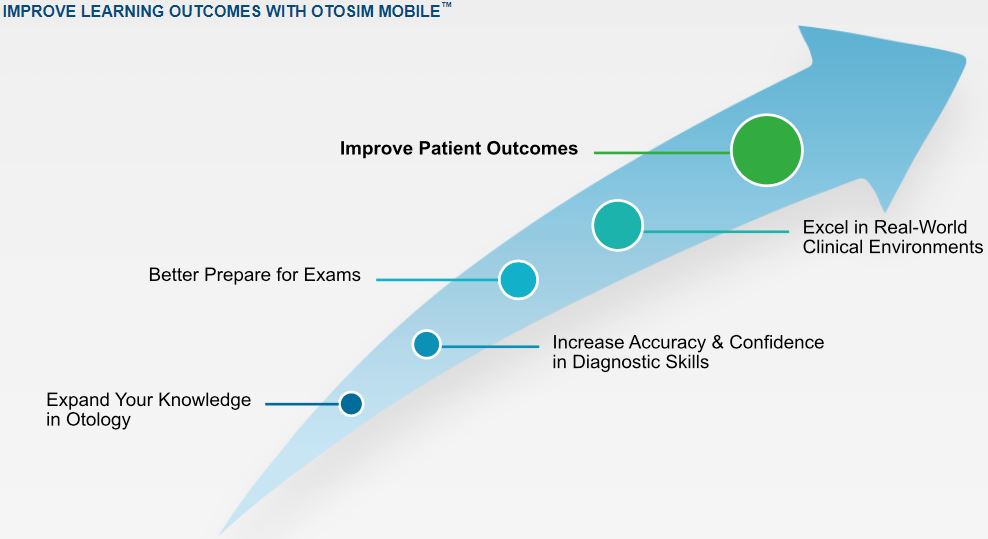 IMPROVE LEARNING OUTCOMES WITH OTOSIM MOBILE™
Improve Patient Outcomes
Excel in Real-World
Clinical Environments
Better Prepare for Exams
Increase Accuracy & Confidence
in Diagnostic Skills
Expand Your Knowledge
in Otology